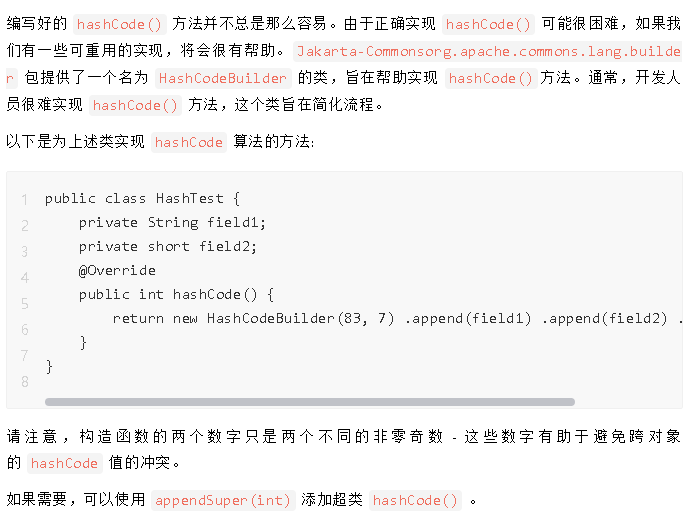 编写好的 hashCode() 方法并不总是那么容易。由于正确实现 hashCode() 可能很困难，如果我
们有一些可重用的实现，将会很有帮助。Jakarta-Commonsorg.apache.commons.lang.builde
r 包提供了一个名为 HashCodeBuilder 的类，旨在帮助实现 hashCode() 方法。通常，开发人
员很难实现 hashCode() 方法，这个类旨在简化流程。
以下是为上述类实现 hashCode 算法的方法:
1 public class HashTest {
2     private String field1;
3     private short field2;
4     @Override
5     public int hashCode() {
6         return new HashCodeBuilder(83, 7) .append(field1) .append(field2) .
7     }
8 }
请注意，构造函数的两个数字只是两个不同的非零奇数 - 这些数字有助于避免跨对象
的 hashCode 值的冲突。
如果需要，可以使用 appendSuper(int) 添加超类 hashCode() 。